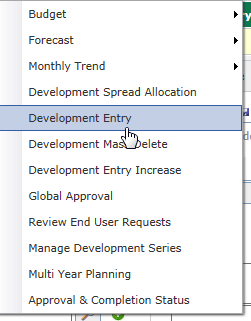 Budget
Forecast
Monthly Trend
Development Spread Allocation
Development Entry
Development Mass Delete
Development Entry Increase
Global Approval
Review End User Requests
Manage Development Series
Multi Year Planning
Approval & Completion Status